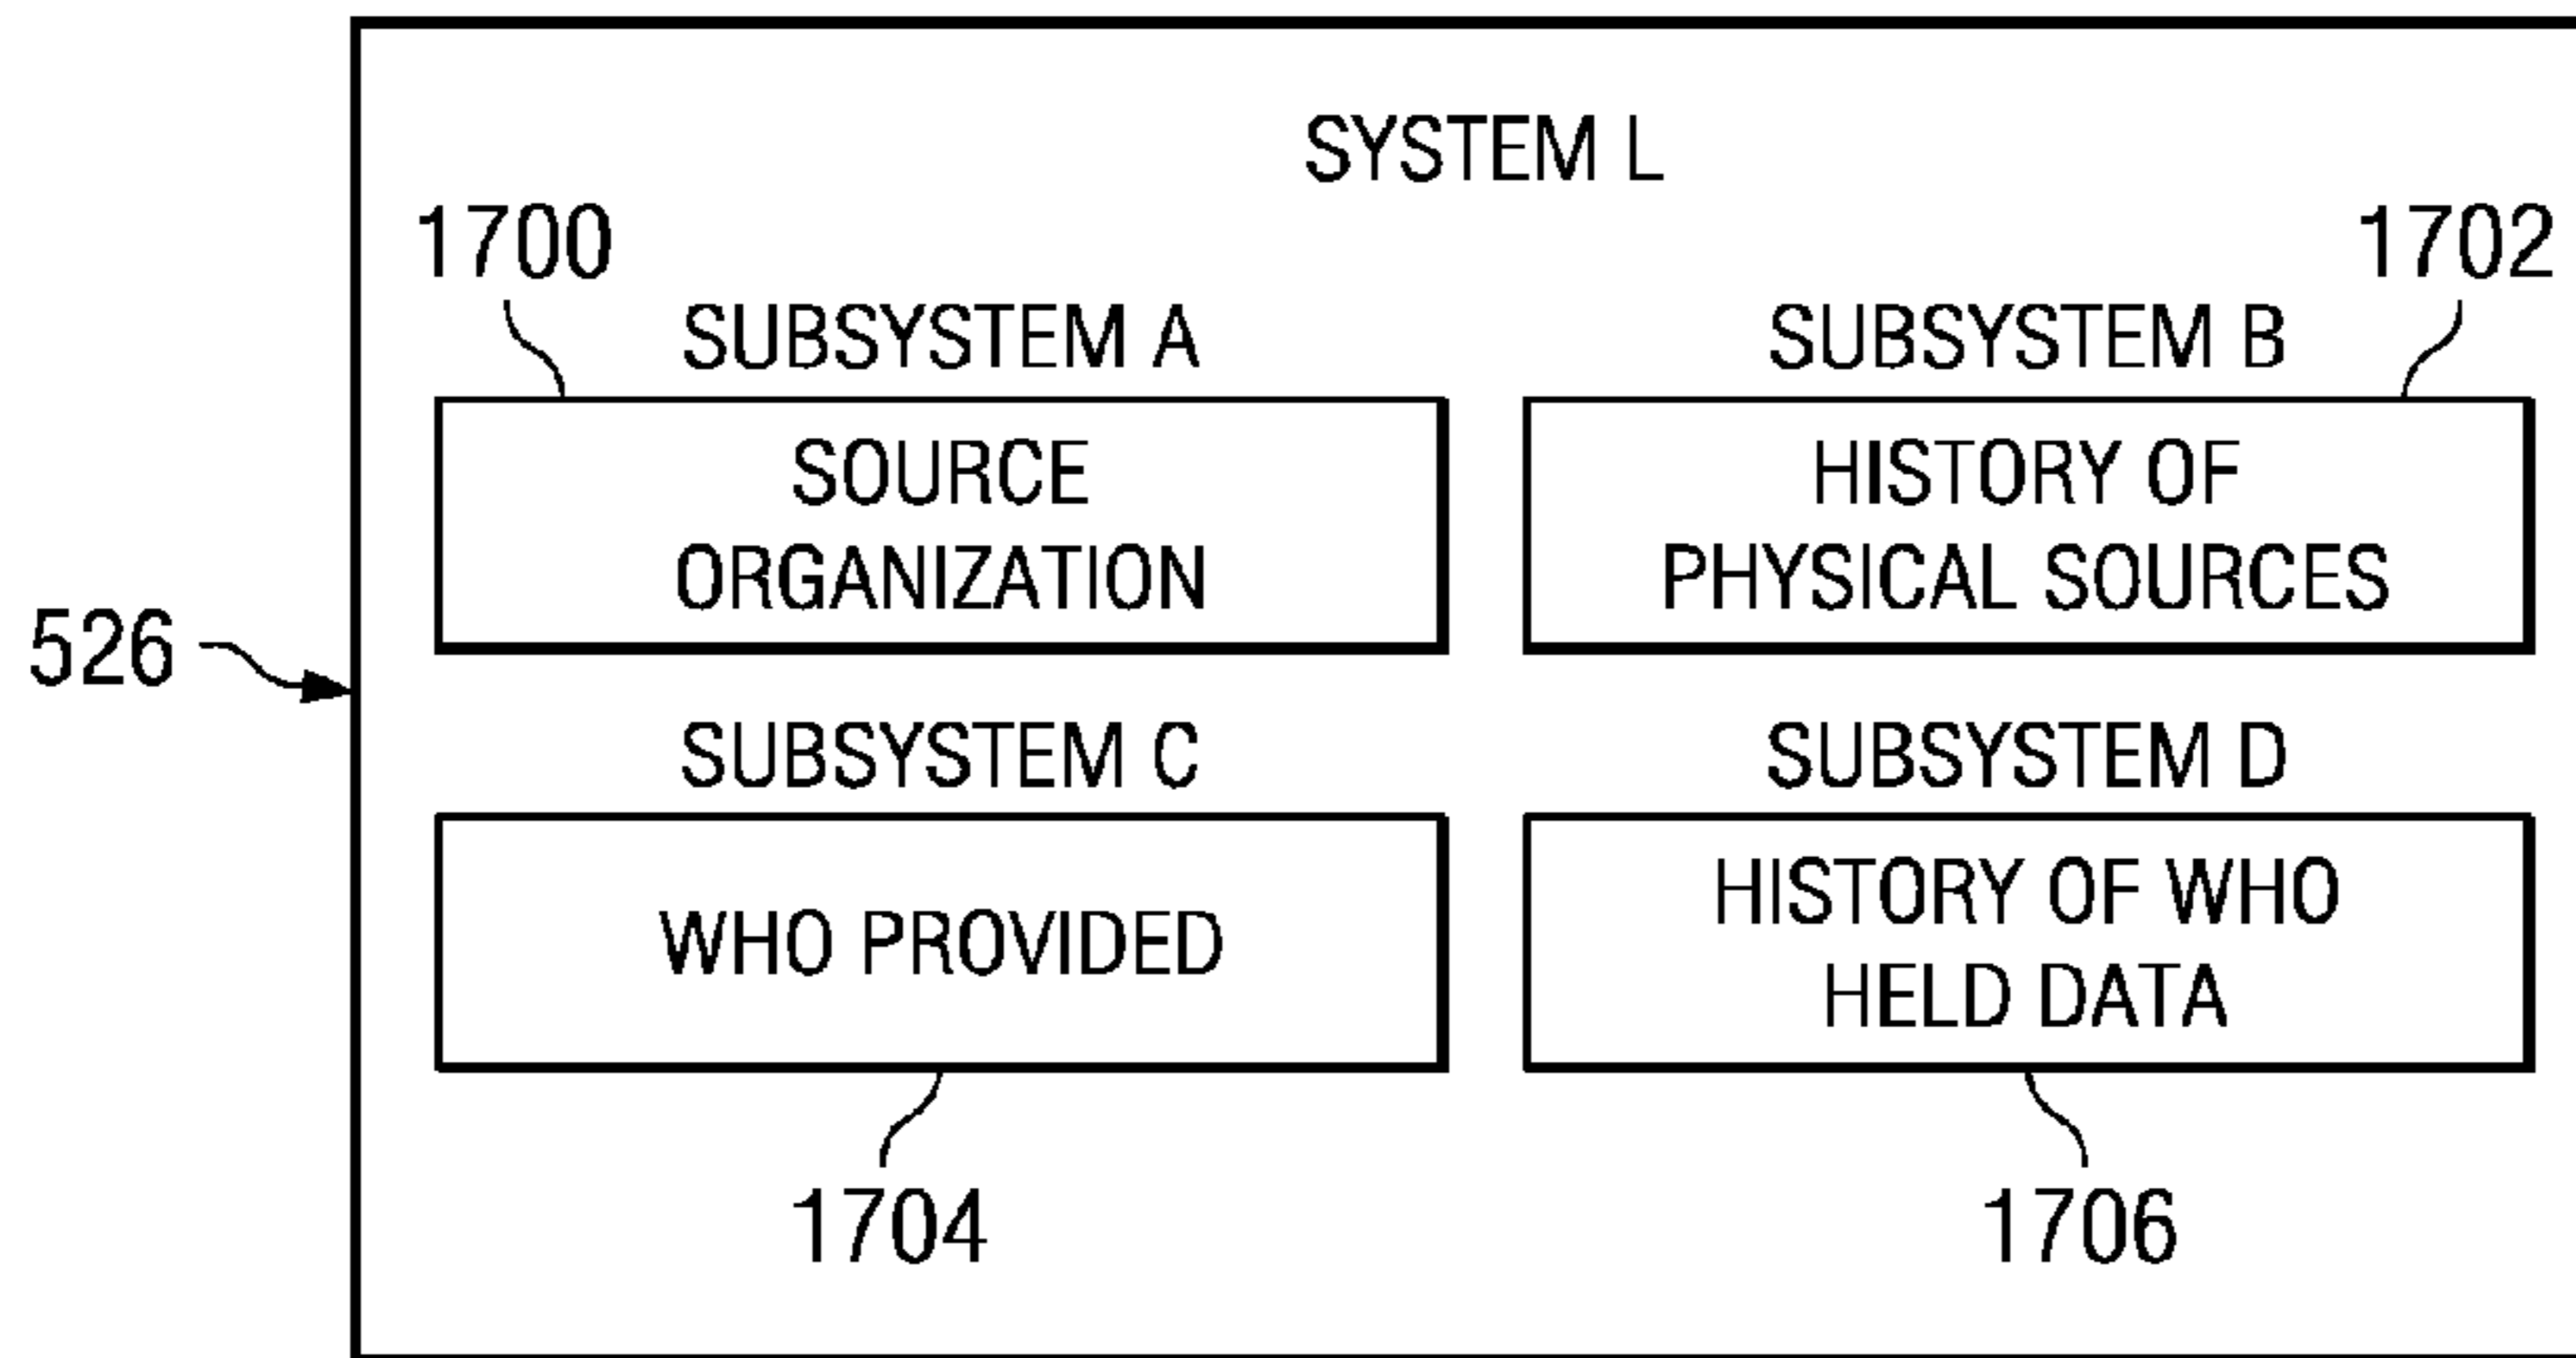 SYSTEM L
1700
1702
SUBSYSTEM A
SUBSYSTEM B
SOURCE
ORGANIZATION
HISTORY OF
PHYSICAL SOURCES
526
SUBSYSTEM C
SUBSYSTEM D
WHO PROVIDED
HISTORY OF WHO
HELD DATA
1704
1706